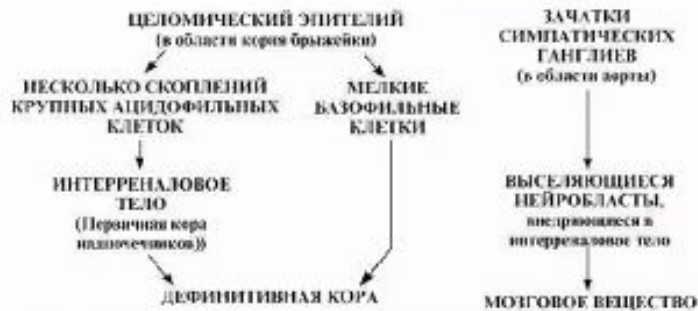 ЦЕЛОМИЧЕСКИЙ ЭПИТЕЛИЙ
(в области корня брыжейки)
НЕСКОЛЬКО СКОПЛЕНИЙ
КРУПНЫХ АЦИДОФИЛЬНЫХ
КЛЕТОК
МЕЛКИЕ
БАЗОФИЛЬНЫЕ
КЛЕТКИ
ИНТЕРРЕНАЛОВОЕ
ТЕЛО
(Первичная кора
надпочечников))
ДЕФИНИТИВНАЯ КОРА
ЗАЧАТКИ
СИМПАТИЧЕСКИХ
ГАНГЛИЕВ
(в области аорты)
ВЫСЕЛЯЮЩИЕСЯ
НЕЙРОБЛАСТЫ,
внедряющиеся в
интерреналовое тело
МОЗГОВОЕ ВЕЩЕСТВО